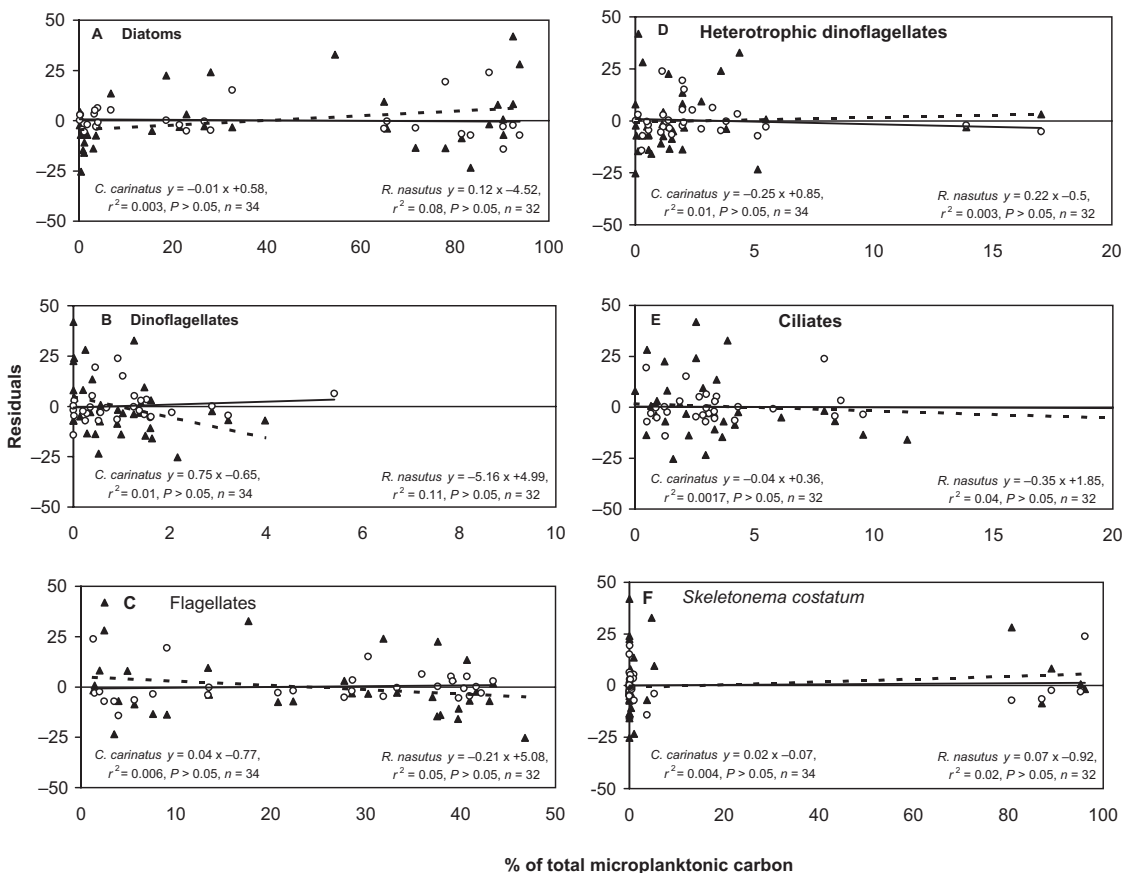 Residuals
A Diatoms
50
25
0
–25
–50
C. carinatus y = –0.01 x +0.58, R. nasutus 0.12 x –4.52,
r² = 0.003, P > 0.05, n = 34 r² = 0.08, P > 0.05, n = 32
0 20 40 60 80 100
D Heterotrophic dinoflagellates
50
25
0
–25
–50
C. carinatus y = –0.25 x +0.85, R. nasutus y = 0.22 x –0.5,
r² = 0.01, P > 0.05, n = 34 r² = 0.003, P > 0.05, n = 32
0 5 10 15 20
B Dinoflagellates
50
25
0
–25
–50
C. carinatus y = 0.75 x –0.65, R. nasutus y = –5.16 x +4.99,
r² = 0.01, P > 0.05, n = 34 r² = 0.11, P > 0.05, n = 32
0 2 4 6 8 10
E Ciliates
50
25
0
–25
–50
C. carinatus y = –0.04 x +0.36, R. nasutus y = –0.35 x +1.85,
r² = 0.0017, P > 0.05, n = 32 r² = 0.04, P > 0.05, n = 32
0 5 10 15 20
C Flagellates
50
25
0
–25
–50
C. carinatus y = 0.04 x –0.77, R. nasutus y = –0.21 x +5.08,
r² = 0.006, P > 0.05, n = 34 r² = 0.05, P > 0.05, n = 32
0 10 20 30 40 50
F Skeletonema costatum
50
25
0
–25
-50
C. carinatus y = 0.02 x –0.07, R. nasutus y = 0.07 x –0.92,
r² = 0.004, P > 0.05, n = 34 r² = 0.02, P > 0.05, n = 32
0 20 40 60 80 100
% of total microplanktonic carbon